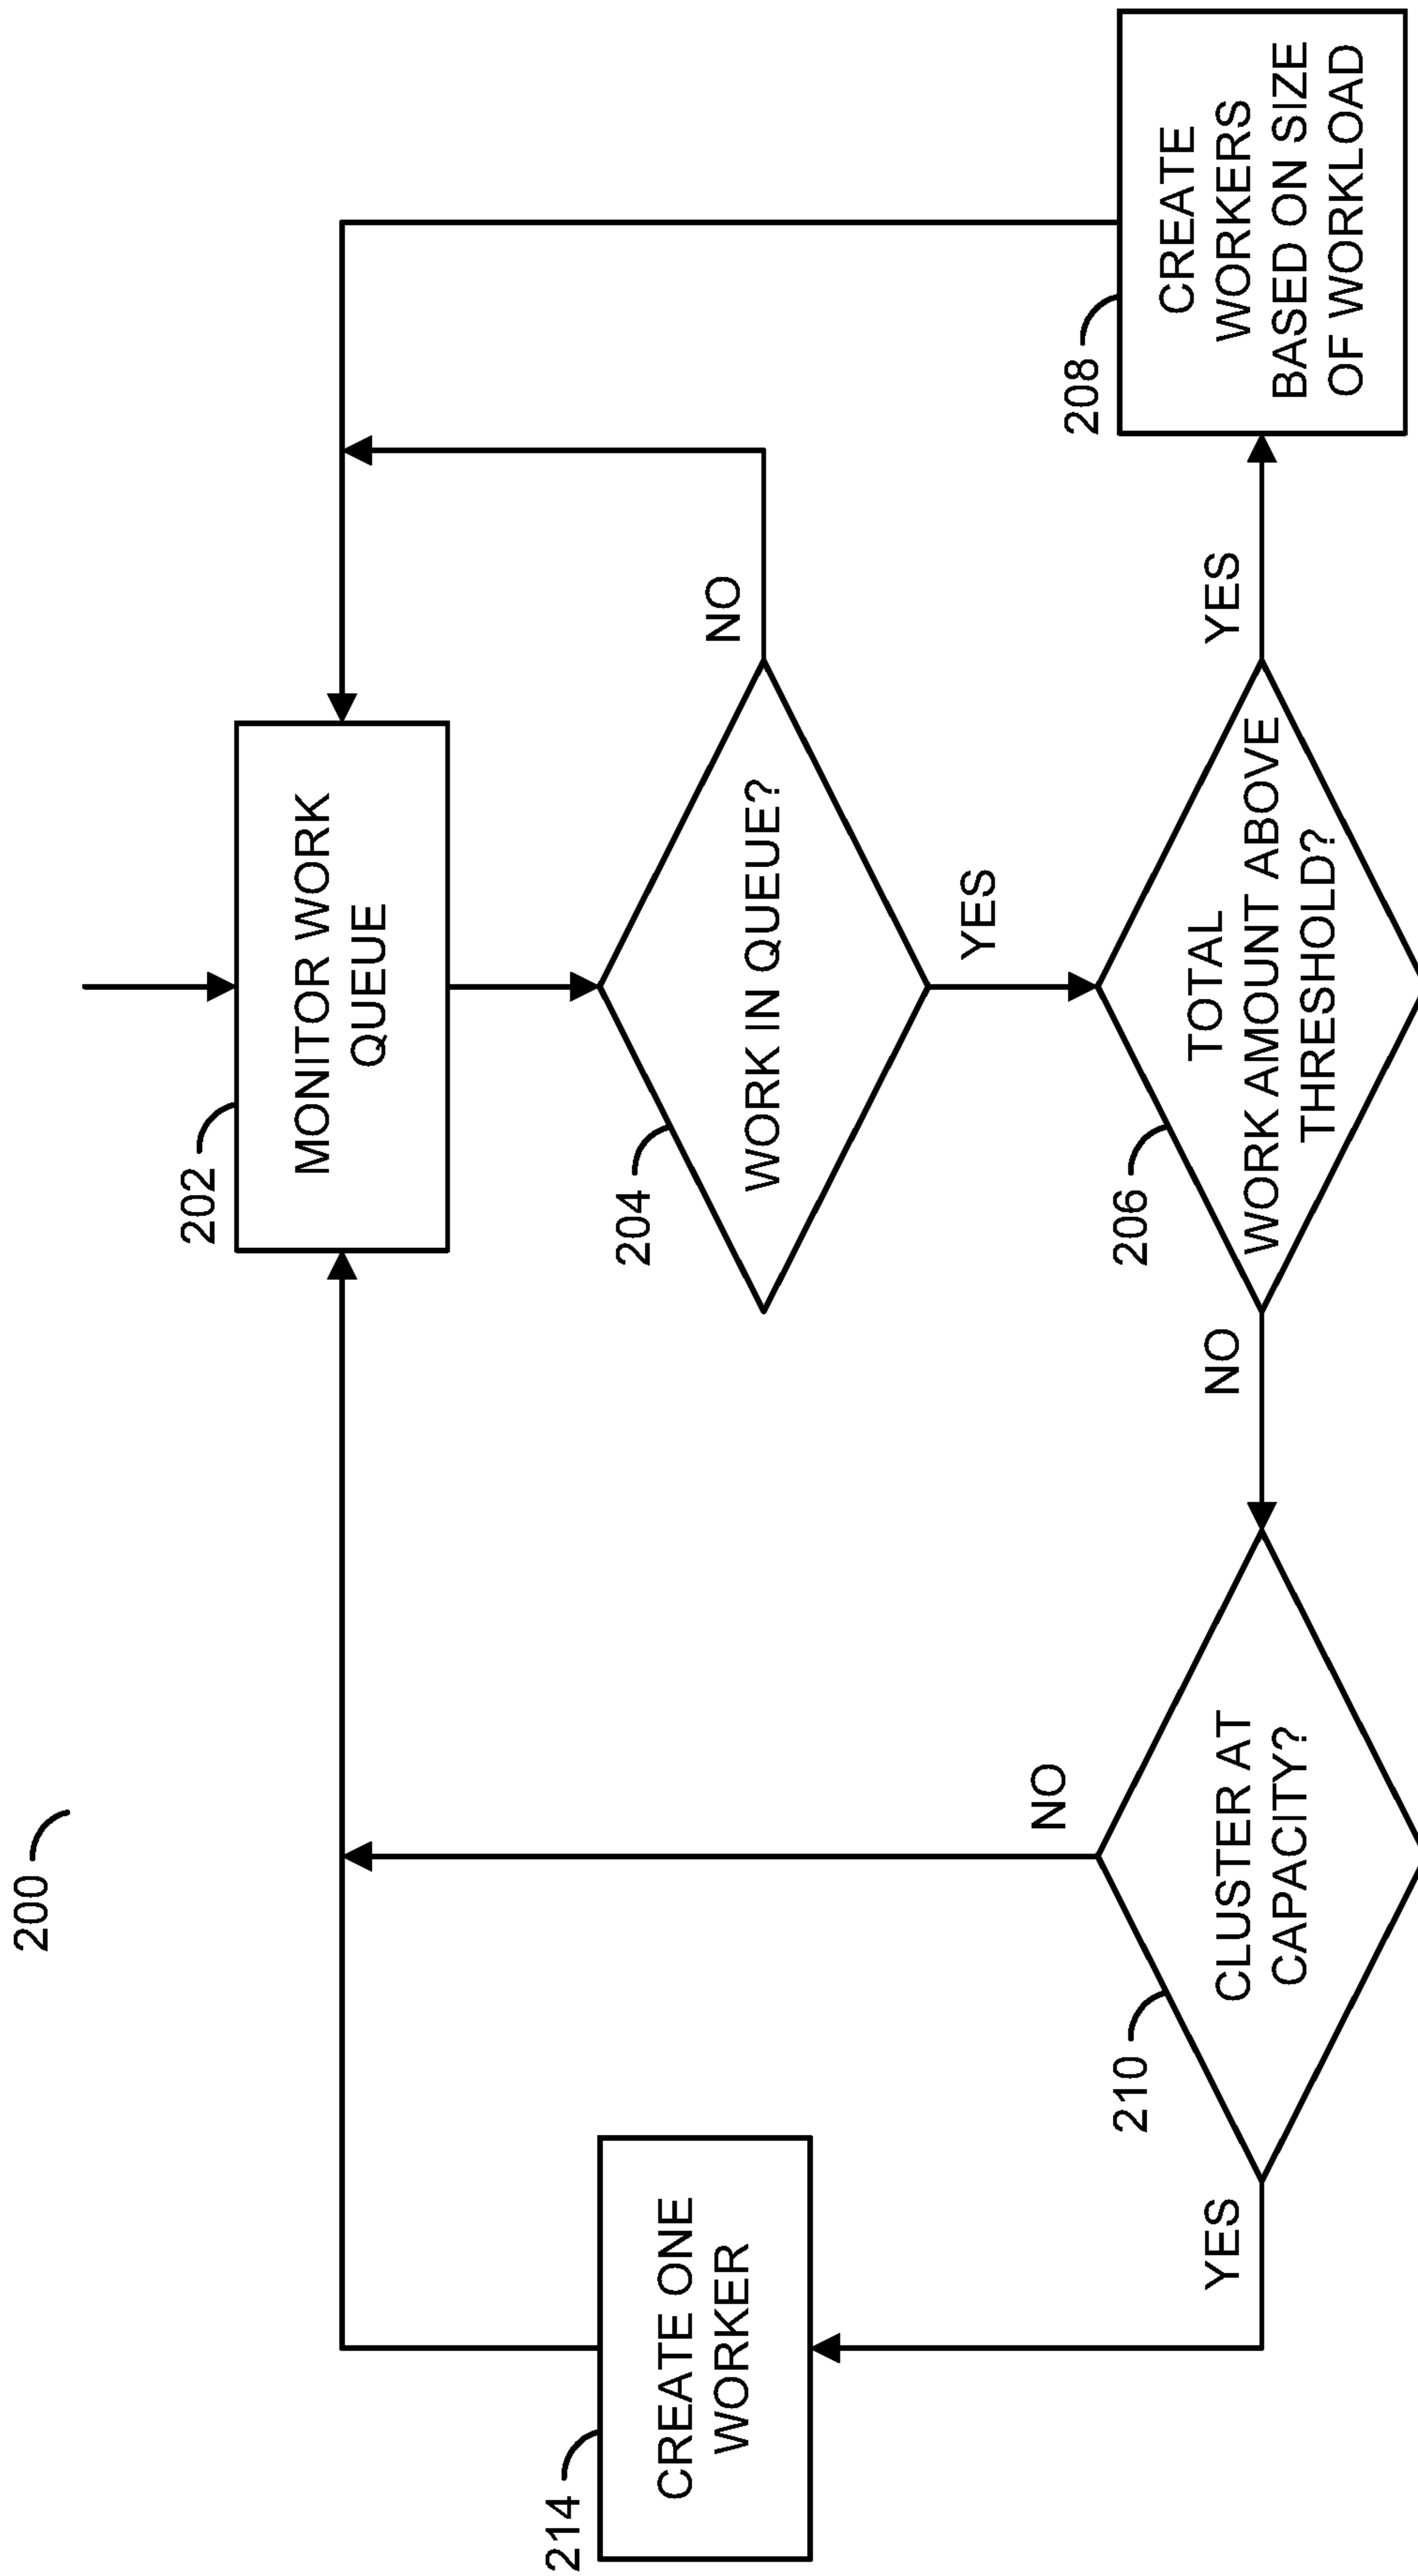 200
202
MONITOR WORK
QUEUE
204
WORK IN QUEUE?
NO
YES
206
TOTAL
WORK AMOUNT ABOVE
THRESHOLD?
YES
208
CREATE
WORKERS
BASED ON SIZE
OF WORKLOAD
NO
210
CLUSTER AT
CAPACITY?
NO
YES
214
CREATE ONE
WORKER